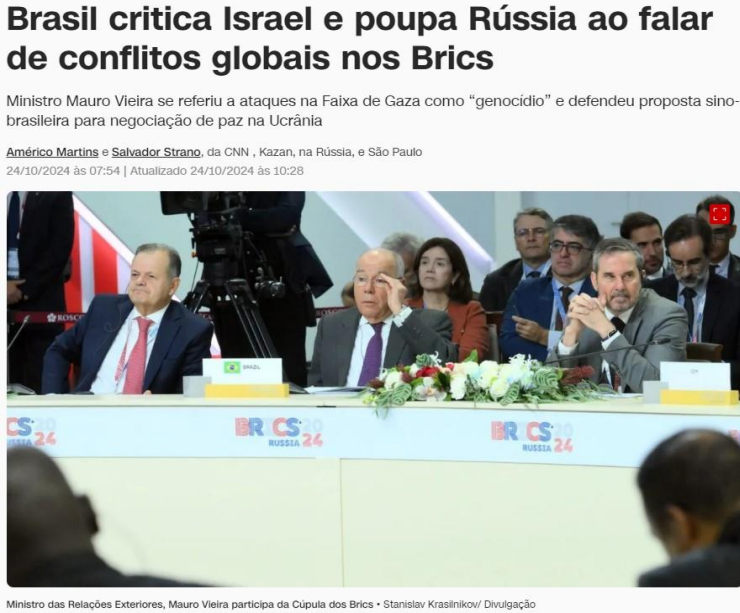 Brasil critica Israel e poupa Rússia ao falar
de conflitos globais nos Brics
Ministro Mauro Vieira se referiu a ataques na Faixa de Gaza como “genocídio” e defendeu proposta sino-
brasileira para negociação de paz na Ucrânia
Américo Martins e Salvador Strano, da CNN , Kazan, na Rússia, e São Paulo
24/10/2024 às 07:54 | Atualizado 24/10/2024 às 10:28
BRAZIL
CS 20
RUSSIA 24
BRICS 20
RUSSIA 24
BRICS 20
RUSSIA 24
Ministro das Relações Exteriores, Mauro Vieira participa da Cúpula dos Brics • Stanislav Krasilnikov/ Divulgação